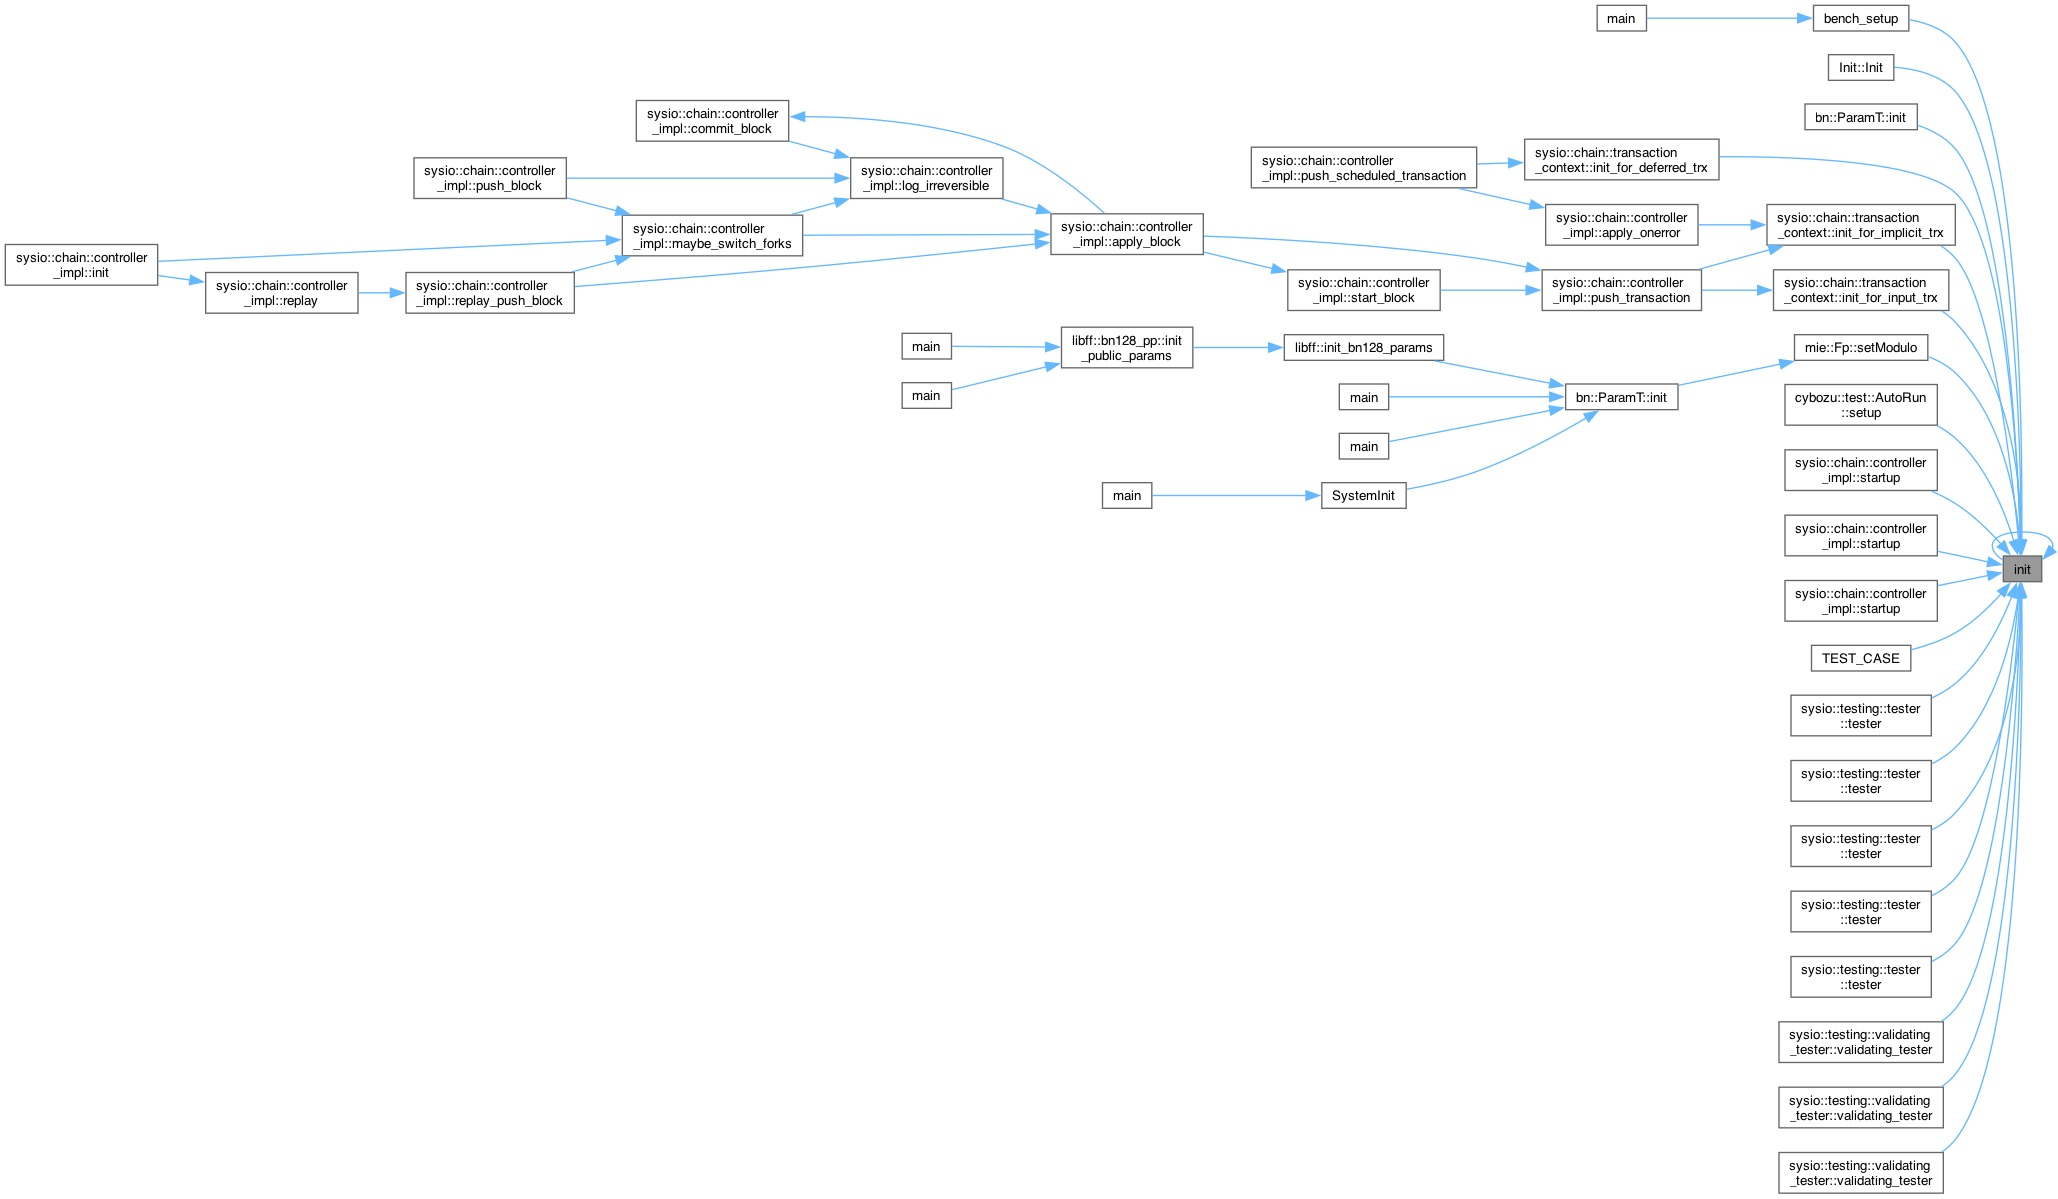 main
bench_setup
Init::Init
bn::ParamT::init
sysio::chain::controller
_impl::commit_block
sysio::chain::controller
_impl::push_block
sysio::chain::controller
_impl::log_irreversible
sysio::chain::controller
_impl::push_scheduled_transaction
sysio::chain::transaction
_context::init_for_deferred_trx
sysio::chain::controller
_impl::maybe_switch_forks
sysio::chain::controller
_impl::apply_block
sysio::chain::controller
_impl::apply_onerror
sysio::chain::transaction
_context::init_for_implicit_trx
sysio::chain::controller
_impl::init
sysio::chain::controller
_impl::replay
sysio::chain::controller
_impl::replay_push_block
sysio::chain::controller
_impl::start_block
sysio::chain::controller
_impl::push_transaction
sysio::chain::transaction
_context::init_for_input_trx
main
libff::bn128_pp::init
_public_params
libff::init_bn128_params
mie::Fp::setModulo
main
main
bn::ParamT::init
cybozu::test::AutoRun
::setup
main
main
SystemInit
sysio::chain::controller
_impl::startup
sysio::chain::controller
_impl::startup
init
sysio::chain::controller
_impl::startup
TEST_CASE
sysio::testing::tester
::tester
sysio::testing::tester
::tester
sysio::testing::tester
::tester
sysio::testing::tester
::tester
sysio::testing::tester
::tester
sysio::testing::validating
_tester::validating_tester
sysio::testing::validating
_tester::validating_tester
sysio::testing::validating
_tester::validating_tester